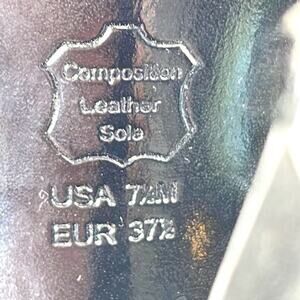 Composition
Leather
Sole
USA 7½M
EUR 37½